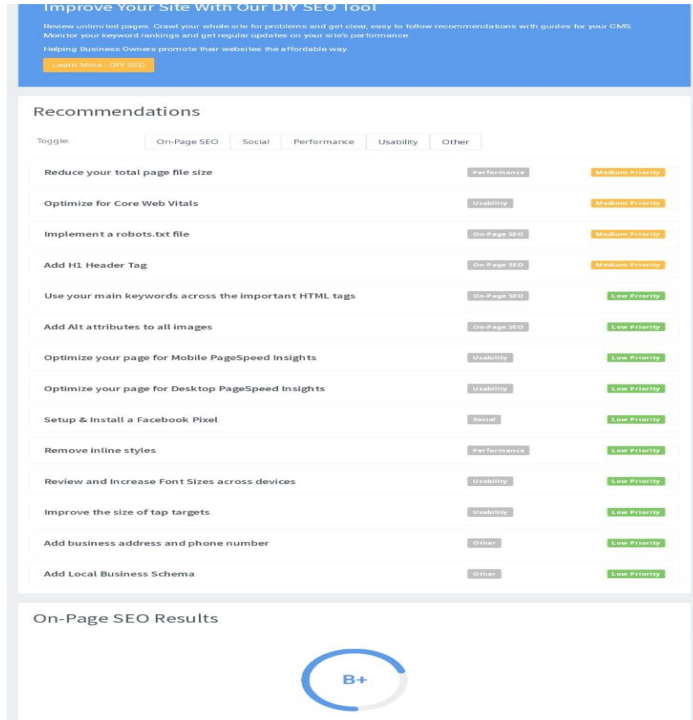 Improve Your Site With Our DIY SEO Tool
Review unlimited pages. Crawl your whole site for problems and get clear, easy to follow recommendations with guides for your CMS.
Monitor your keyword rankings and get regular updates on your site's performance
Helping Business Owners promote their websites the affordable way
Learn More - DIY SEO
Recommendations
Toggle: On-Page SEO Social Performance Usability Other
Reduce your total page file size Performance Medium Priority
Optimize for Core Web Vitals Usability Medium Priority
Implement a robots.txt file On-Page SEO Medium Priority
Add H1 Header Tag On-Page SEO Medium Priority
Use your main keywords across the important HTML tags On-Page SEO Low Priority
Add Alt attributes to all images On-Page SEO Low Priority
Optimize your page for Mobile PageSpeed Insights Usability Low Priority
Optimize your page for Desktop PageSpeed Insights Usability Low Priority
Setup & Install a Facebook Pixel Social Low Priority
Remove inline styles Performance Low Priority
Review and Increase Font Sizes across devices Usability Low Priority
Improve the size of tap targets Usability Low Priority
Add business address and phone number Other Low Priority
Add Local Business Schema Other Low Priority
On-Page SEO Results
B+